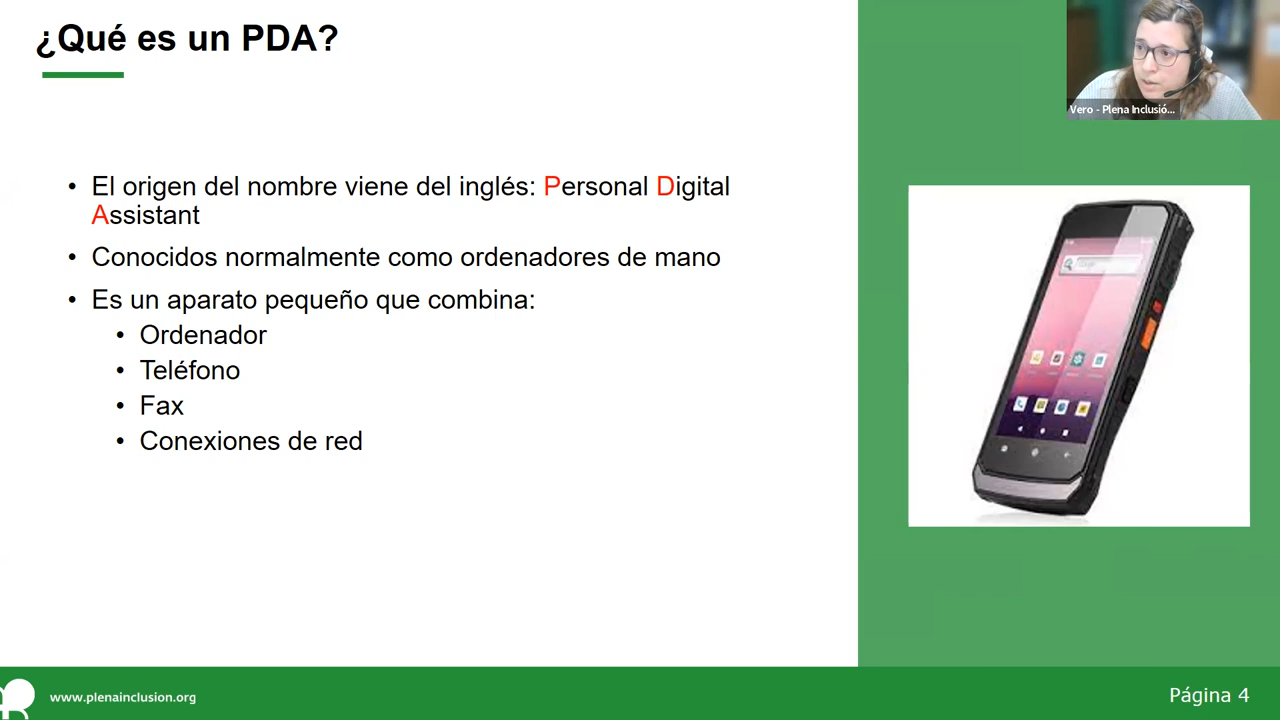 ¿Qué es un PDA?
Vero - Plena Inclusió...
• El origen del nombre viene del inglés: Personal Digital
Assistant
• Conocidos normalmente como ordenadores de mano
• Es un aparato pequeño que combina:
• Ordenador
• Teléfono
• Fax
• Conexiones de red
www.plenainclusion.org
Página 4